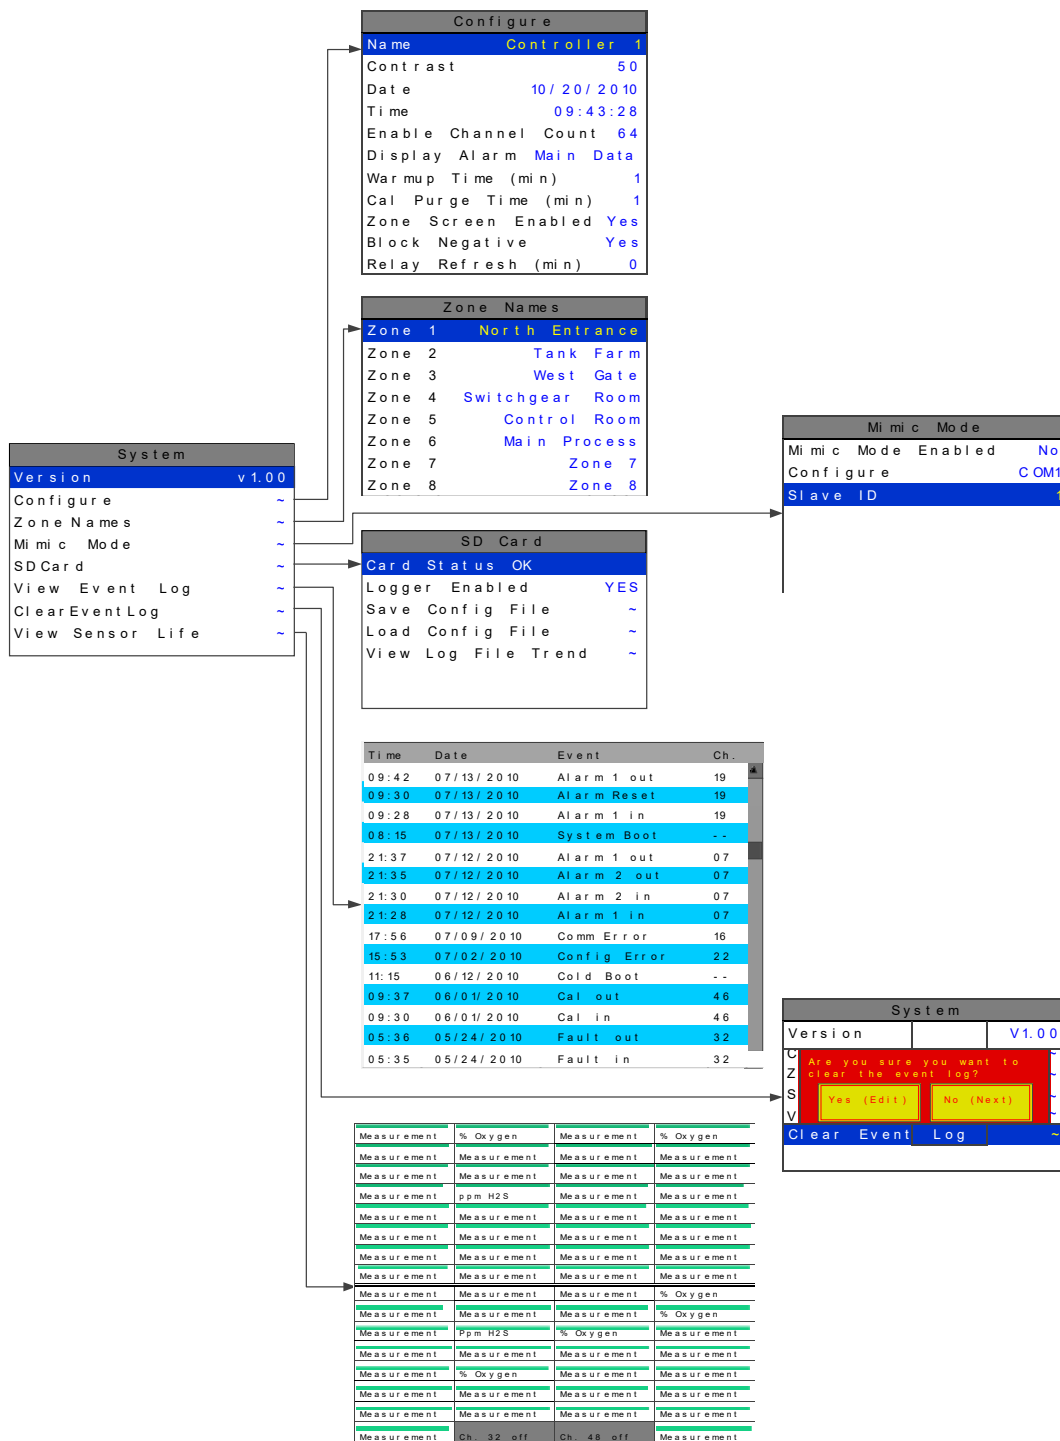 Configure
Name Controller 1
Contrast 50
Date 10/20/2010
Time 09:43:28
Enable Channel Count 64
Display Alarm Main Data
Warmup Time (min) 1
Cal Purge Time (min) 1
Zone Screen Enabled Yes
Block Negative Yes
Relay Refresh (min) 0
Zone Names
Zone 1 North Entrance
Zone 2 Tank Farm
Zone 3 West Gate
Zone 4 Switchgear Room
Zone 5 Control Room
Zone 6 Main Process
Zone 7 Zone 7
Zone 8 Zone 8
System
Version v1.00
Configure ~
Zone Names ~
Mimic Mode ~
SD Card ~
View Event Log ~
Clear Event Log ~
View Sensor Life ~
Mimic Mode
Mimic Mode Enabled No
Configure COM1
Slave ID 1
SD Card
Card Status OK
Logger Enabled YES
Save Config File ~
Load Config File ~
View Log File Trend ~
Time Date Event Ch.
09:42 07/13/2010 Alarm 1 out 19
09:30 07/13/2010 Alarm Reset 19
09:28 07/13/2010 Alarm 1 in 19
08:15 07/13/2010 System Boot --
21:37 07/12/2010 Alarm 1 out 07
21:35 07/12/2010 Alarm 2 out 07
21:30 07/12/2010 Alarm 2 in 07
21:28 07/12/2010 Alarm 1 in 07
17:56 07/09/2010 Comm Error 16
15:53 07/02/2010 Config Error 22
11:15 06/12/2010 Cold Boot --
09:37 06/01/2010 Cal out 46
09:30 06/01/2010 Cal in 46
05:36 05/24/2010 Fault out 32
05:35 05/24/2010 Fault in 32
System
Version V1.00
C ~
Z ~
S ~
V ~
Are you sure you want to
clear the event log?
Yes (Edit) No (Next)
Clear Event Log ~
Measurement % Oxygen Measurement % Oxygen
Measurement Measurement Measurement Measurement
Measurement Measurement Measurement Measurement
Measurement ppm H2S Measurement Measurement
Measurement Measurement Measurement Measurement
Measurement Measurement Measurement Measurement
Measurement Measurement Measurement Measurement
Measurement Measurement Measurement Measurement
Measurement Measurement Measurement % Oxygen
Measurement Measurement Measurement % Oxygen
Measurement Ppm H2S % Oxygen Measurement
Measurement Measurement Measurement Measurement
Measurement % Oxygen Measurement Measurement
Measurement Measurement Measurement Measurement
Measurement Measurement Measurement Measurement
Measurement Ch. 32 off Ch. 48 off Measurement